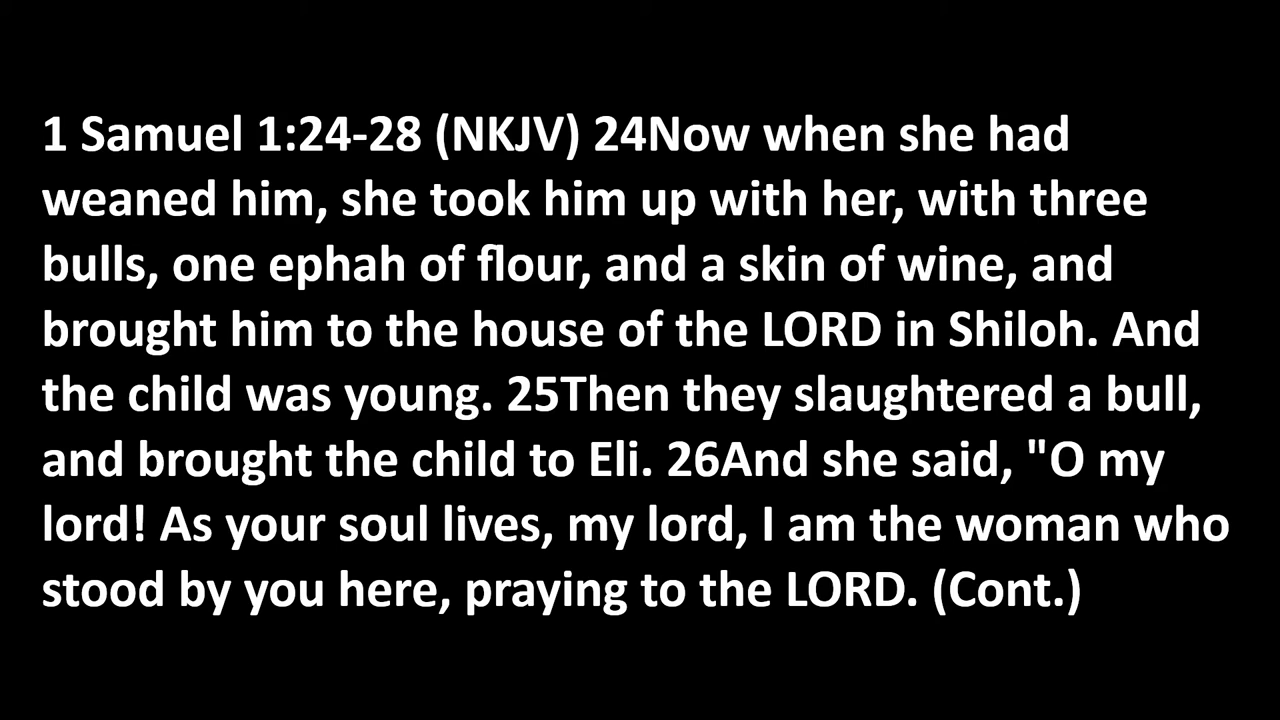 1 Samuel 1:24-28 (NKJV) 24Now when she had
weaned him, she took him up with her, with three
bulls, one ephah of flour, and a skin of wine, and
brought him to the house of the LORD in Shiloh. And
the child was young. 25Then they slaughtered a bull,
and brought the child to Eli. 26And she said, "O my
lord! As your soul lives, my lord, I am the woman who
stood by you here, praying to the LORD. (Cont.)